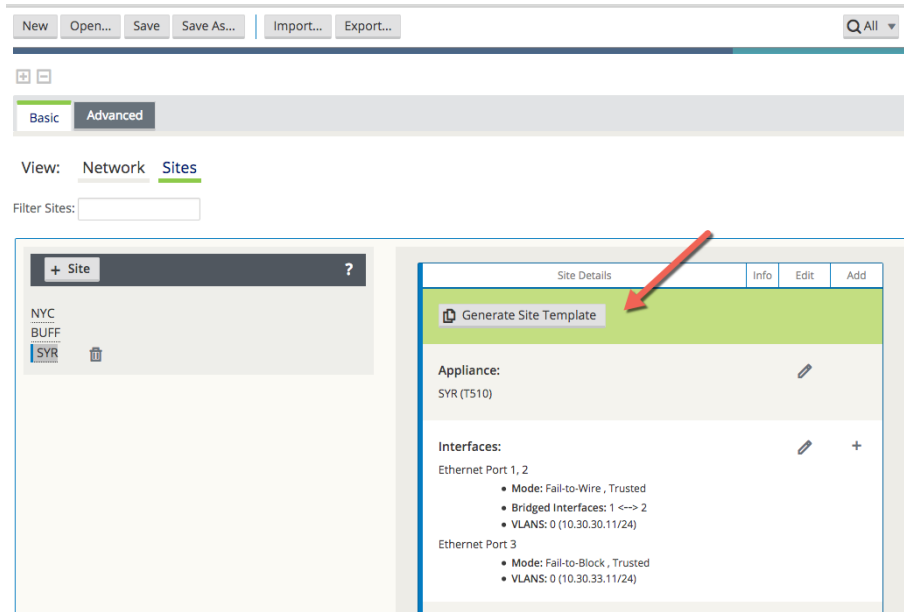 New Open... Save Save As... Import... Export... All
Basic Advanced
View: Network Sites
Filter Sites:
+ Site ?
NYC
BUFF
SYR
Site Details Info Edit Add
Generate Site Template
Appliance:
SYR (T510)
Interfaces:
Ethernet Port 1, 2
• Mode: Fail-to-Wire , Trusted
• Bridged Interfaces: 1 <--> 2
• VLANS: 0 (10.30.30.11/24)
Ethernet Port 3
• Mode: Fail-to-Block , Trusted
• VLANS: 0 (10.30.33.11/24)